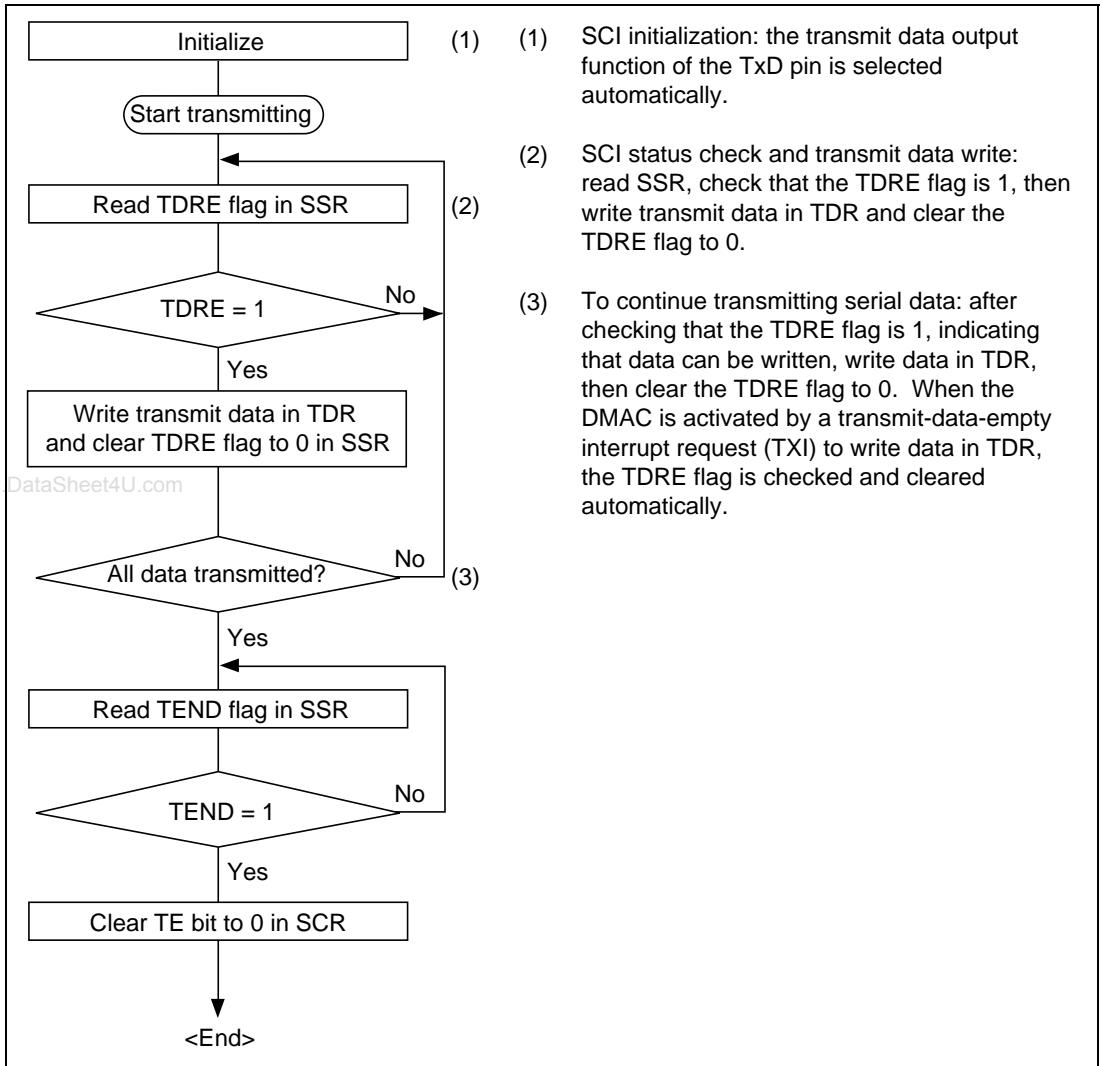 Initialize
(1)
Start transmitting
Read TDRE flag in SSR
(2)
TDRE = 1
No
Yes
Write transmit data in TDR
and clear TDRE flag to 0 in SSR
.DataSheet4U.com
All data transmitted?
No
(3)
Yes
Read TEND flag in SSR
TEND = 1
No
Yes
Clear TE bit to 0 in SCR
<End>
(1) SCI initialization: the transmit data output
function of the TxD pin is selected
automatically.
(2) SCI status check and transmit data write:
read SSR, check that the TDRE flag is 1, then
write transmit data in TDR and clear the
TDRE flag to 0.
(3) To continue transmitting serial data: after
checking that the TDRE flag is 1, indicating
that data can be written, write data in TDR,
then clear the TDRE flag to 0. When the
DMAC is activated by a transmit-data-empty
interrupt request (TXI) to write data in TDR,
the TDRE flag is checked and cleared
automatically.